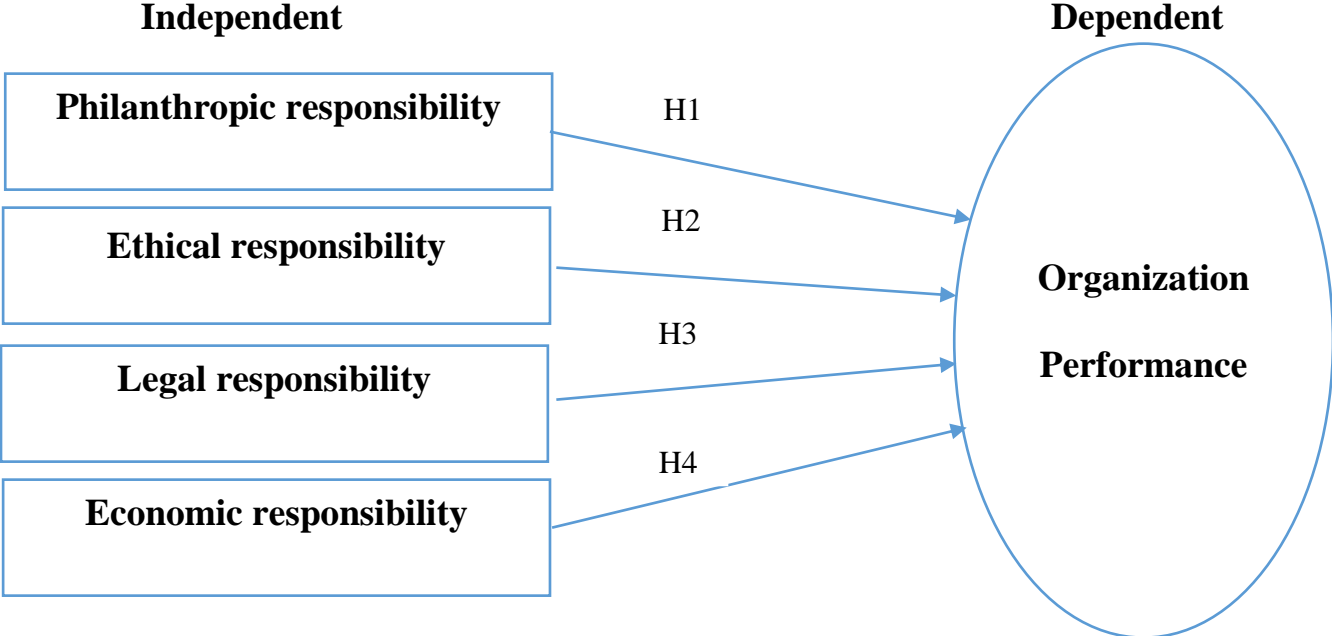 Independent
Dependent
Philanthropic responsibility
H1
Ethical responsibility
H2
Legal responsibility
H3
Economic responsibility
H4
Organization
Performance